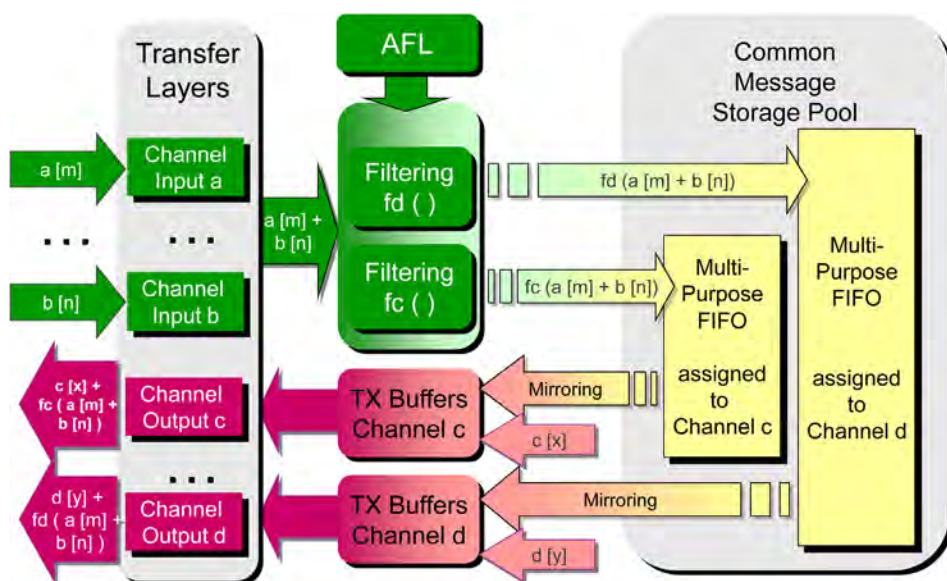 Transfer
Layers
AFL
Common
Message
Storage Pool
a [m]
Channel
Input a
. . .
. . .
b [n]
Channel
Input b
a [m] +
b [n]
Filtering
fd ( )
Filtering
fc ( )
fd (a [m] + b [n])
fc (a [m] + b [n])
Multi-
Purpose
FIFO
assigned
to
Channel c
Multi-
Purpose
FIFO
assigned
to
Channel d
c [x] +
fc ( a [m] +
b [n] )
Channel
Output c
TX Buffers
Channel c
Mirroring
c [x]
. . .
d [y] +
fd ( a [m] +
b [n] )
Channel
Output d
TX Buffers
Channel d
Mirroring
d [y]